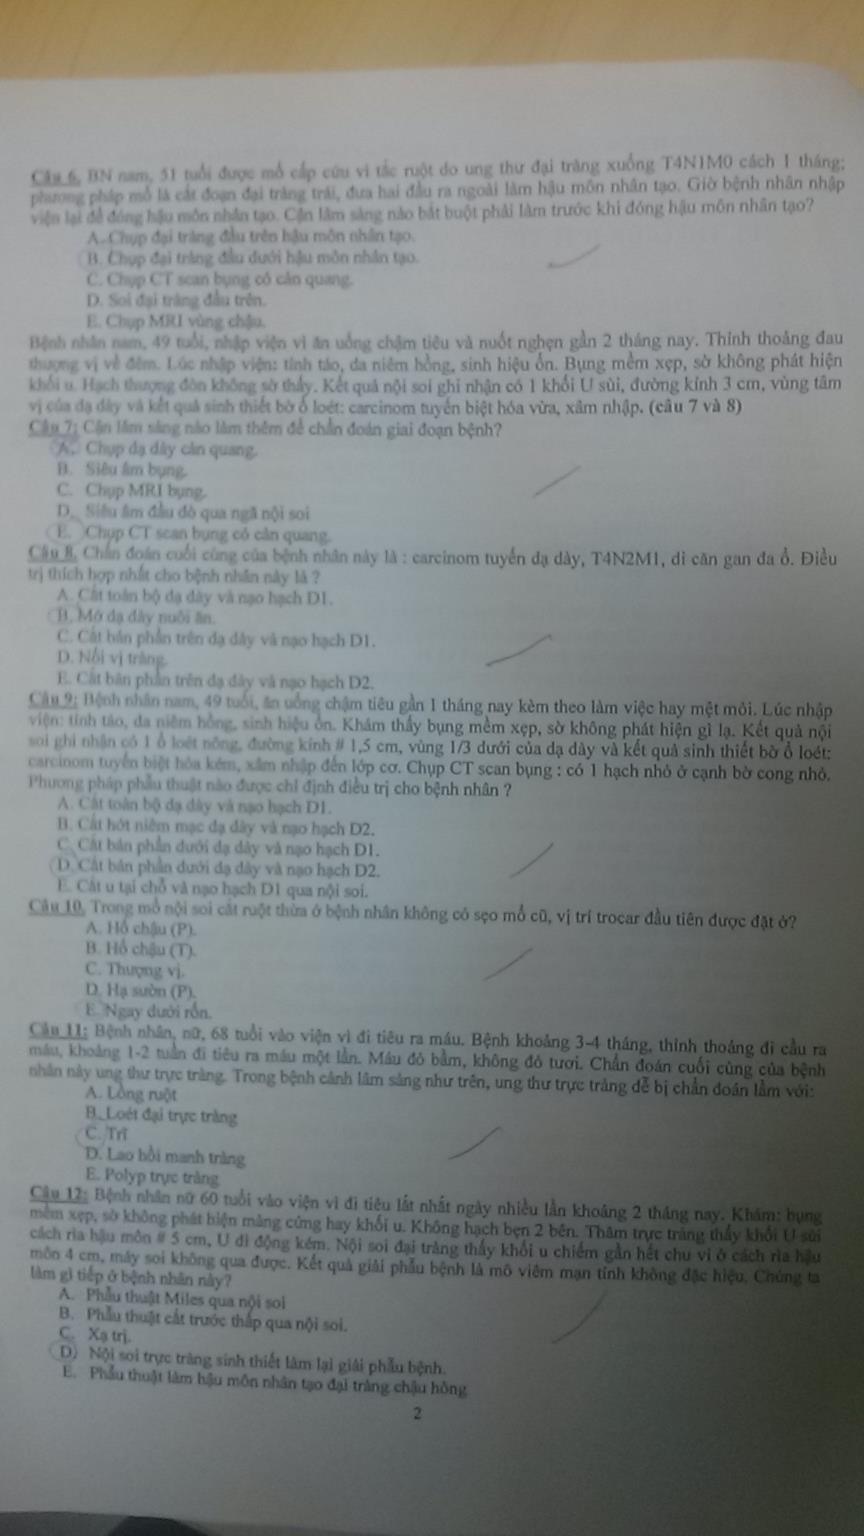 Câu 6. BN nam, 51 tuổi được mổ cấp cứu vì tắc ruột do ung thư đại tràng xuống T4N1M0 cách 1 tháng;
phương pháp mổ là cắt đoạn đại tràng trái, đưa hai đầu ra ngoài làm hậu môn nhân tạo. Giờ bệnh nhân nhập
viện lại để đóng hậu môn nhân tạo. Cận lâm sàng nào bắt buột phải làm trước khi đóng hậu môn nhân tạo?
A. Chụp đại tràng đầu trên hậu môn nhân tạo.
B. Chụp đại tràng đầu dưới hậu môn nhân tạo.
C. Chụp CT scan bụng có cản quang.
D. Soi đại tràng đầu trên.
E. Chụp MRI vùng chậu.
Bệnh nhân nam, 49 tuổi, nhập viện vì ăn uống chậm tiêu và nuốt nghẹn gần 2 tháng nay. Thỉnh thoảng đau
thượng vị về đêm. Lúc nhập viện: tỉnh táo, da niêm hồng, sinh hiệu ổn. Bụng mềm xẹp, sờ không phát hiện
khối u. Hạch thượng đòn không sờ thấy. Kết quả nội soi ghi nhận có 1 khối U sùi, đường kính 3 cm, vùng tâm
vị của dạ dày và kết quả sinh thiết bờ ổ loét: carcinom tuyến biệt hóa vừa, xâm nhập. (câu 7 và 8)
Câu 7: Cận lâm sàng nào làm thêm để chẩn đoán giai đoạn bệnh?
A. Chụp dạ dày cản quang.
B. Siêu âm bụng.
C. Chụp MRI bụng.
D. Siêu âm đầu dò qua ngã nội soi
E. Chụp CT scan bụng có cản quang.
Câu 8. Chẩn đoán cuối cùng của bệnh nhân này là : carcinom tuyến dạ dày, T4N2M1, di căn gan đa ổ. Điều
trị thích hợp nhất cho bệnh nhân này là ?
A. Cắt toàn bộ dạ dày và nạo hạch D1.
B. Mở dạ dày nuôi ăn.
C. Cắt bán phần trên dạ dày và nạo hạch D1.
D. Nối vị tràng.
E. Cắt bán phần trên dạ dày và nạo hạch D2.
Câu 9: Bệnh nhân nam, 49 tuổi, ăn uống chậm tiêu gần 1 tháng nay kèm theo làm việc hay mệt mỏi. Lúc nhập
viện: tỉnh táo, da niêm hồng, sinh hiệu ổn. Khám thấy bụng mềm xẹp, sờ không phát hiện gì lạ. Kết quả nội
soi ghi nhận có 1 ổ loét nông, đường kính # 1,5 cm, vùng 1/3 dưới của dạ dày và kết quả sinh thiết bờ ổ loét:
carcinom tuyến biệt hóa kém, xâm nhập đến lớp cơ. Chụp CT scan bụng : có 1 hạch nhỏ ở cạnh bờ cong nhỏ.
Phương pháp phẫu thuật nào được chỉ định điều trị cho bệnh nhân ?
A. Cắt toàn bộ dạ dày và nạo hạch D1.
B. Cắt hớt niêm mạc dạ dày và nạo hạch D2.
C. Cắt bán phần dưới dạ dày và nạo hạch D1.
D. Cắt bán phần dưới dạ dày và nạo hạch D2.
E. Cắt u tại chỗ và nạo hạch D1 qua nội soi.
Câu 10. Trong mổ nội soi cắt ruột thừa ở bệnh nhân không có sẹo mổ cũ, vị trí trocar đầu tiên được đặt ở?
A. Hố chậu (P).
B. Hố chậu (T).
C. Thượng vị.
D. Hạ sườn (P).
E. Ngay dưới rốn.
Câu 11: Bệnh nhân, nữ, 68 tuổi vào viện vì đi tiêu ra máu. Bệnh khoảng 3-4 tháng, thỉnh thoảng đi cầu ra
máu, khoảng 1-2 tuần đi tiêu ra máu một lần. Máu đỏ bầm, không đỏ tươi. Chẩn đoán cuối cùng của bệnh
nhân này ung thư trực tràng. Trong bệnh cảnh lâm sàng như trên, ung thư trực tràng dễ bị chẩn đoán lầm với:
A. Lồng ruột
B. Loét đại trực tràng
C. Trĩ
D. Lao hồi manh tràng
E. Polyp trực tràng
Câu 12: Bệnh nhân nữ 60 tuổi vào viện vì đi tiêu lắt nhắt ngày nhiều lần khoảng 2 tháng nay. Khám: bụng
mềm xẹp, sờ không phát hiện mảng cứng hay khối u. Không hạch bẹn 2 bên. Thăm trực tràng thấy khối U sùi
cách rìa hậu môn # 5 cm, U di động kém. Nội soi đại tràng thấy khối u chiếm gần hết chu vi ở cách rìa hậu
môn 4 cm, máy soi không qua được. Kết quả giải phẫu bệnh là mô viêm mạn tính không đặc hiệu. Chúng ta
làm gì tiếp ở bệnh nhân này?
A. Phẫu thuật Miles qua nội soi
B. Phẫu thuật cắt trước thấp qua nội soi.
C. Xạ trị.
D. Nội soi trực tràng sinh thiết làm lại giải phẫu bệnh.
E. Phẫu thuật làm hậu môn nhân tạo đại tràng chậu hông
2